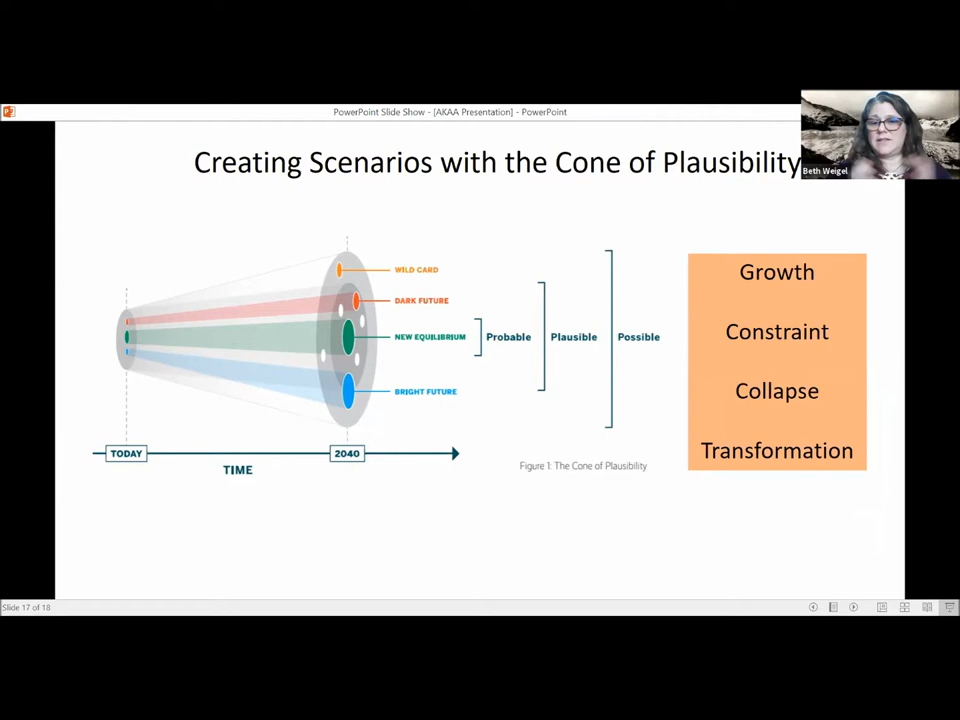 PowerPoint Slide Show - [AKAA Presentation] - PowerPoint
Beth Weigel
Creating Scenarios with the Cone of Plausibility
WILD CARD
DARK FUTURE
NEW EQUILIBRIUM
BRIGHT FUTURE
Probable
Plausible
Possible
TODAY
2040
TIME
Figure 1: The Cone of Plausibility
Growth
Constraint
Collapse
Transformation
Slide 17 of 18